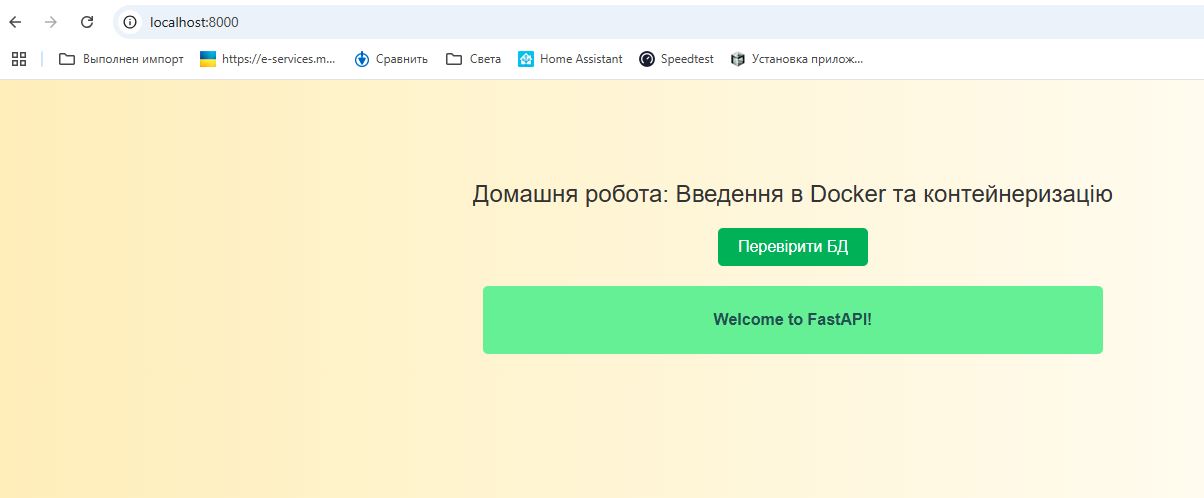 localhost:8000
Выполнен импорт https://e-services.m... Сравнить Света Home Assistant Speedtest Установка прилож...
Домашня робота: Введення в Docker та контейнеризацію
Перевірити БД
Welcome to FastAPI!